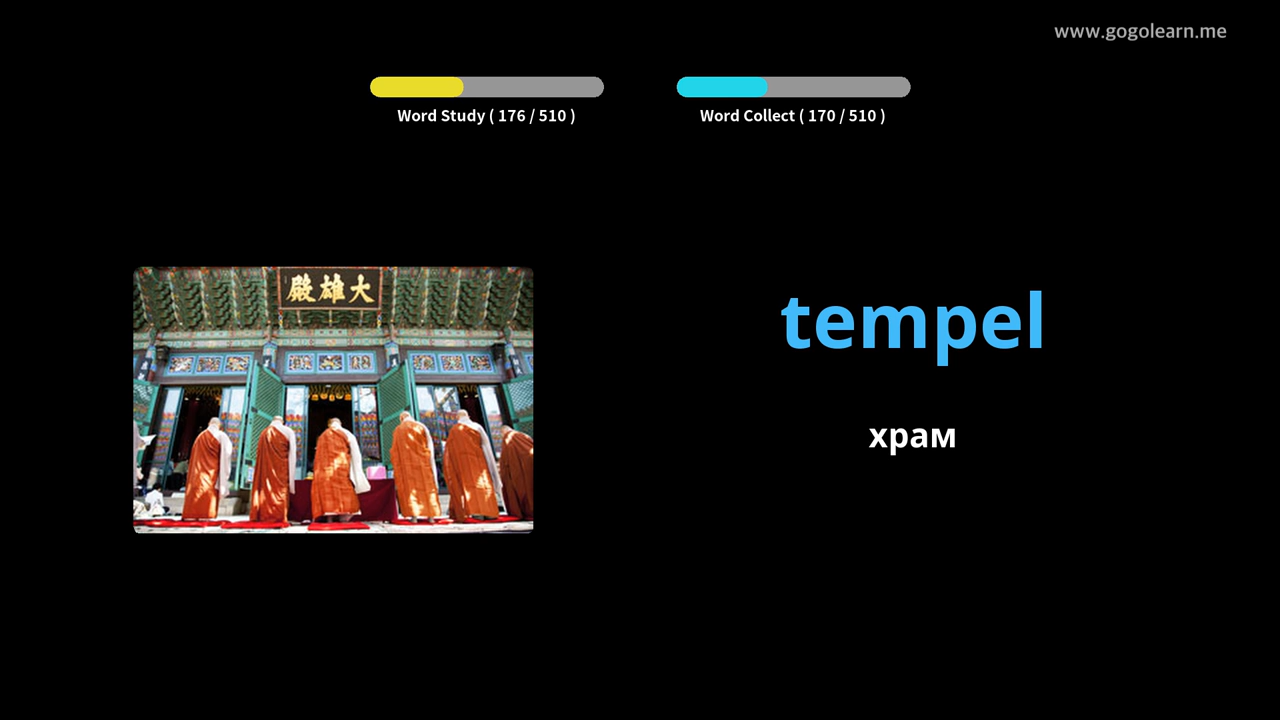 www.gogolearn.me
Word Study ( 176 / 510 )
Word Collect ( 170 / 510 )
殿雄大
tempel
храм